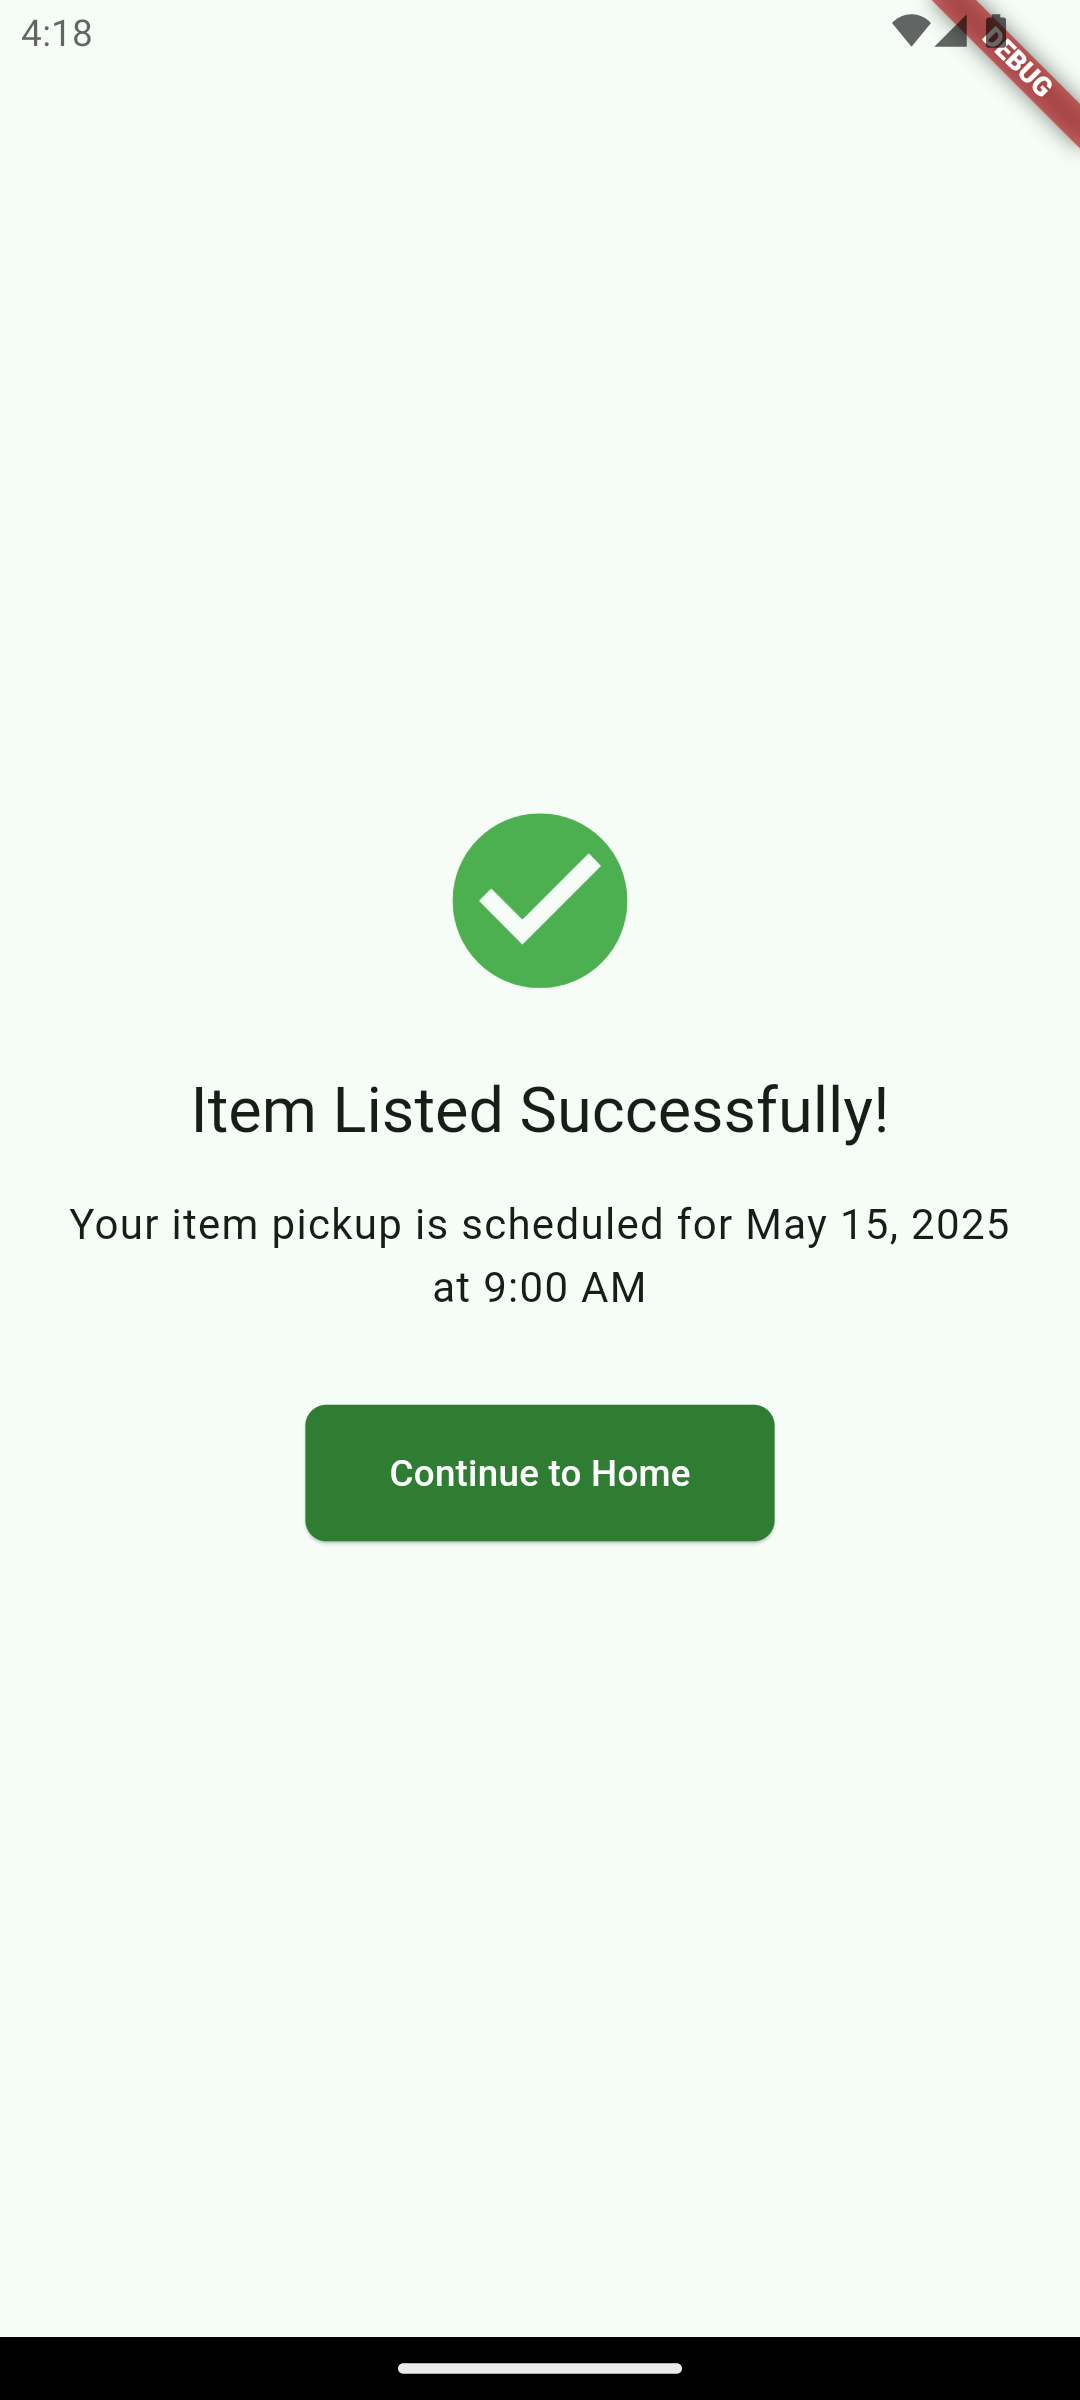 4:18
DEBUG
Item Listed Successfully!
Your item pickup is scheduled for May 15, 2025
at 9:00 AM
Continue to Home